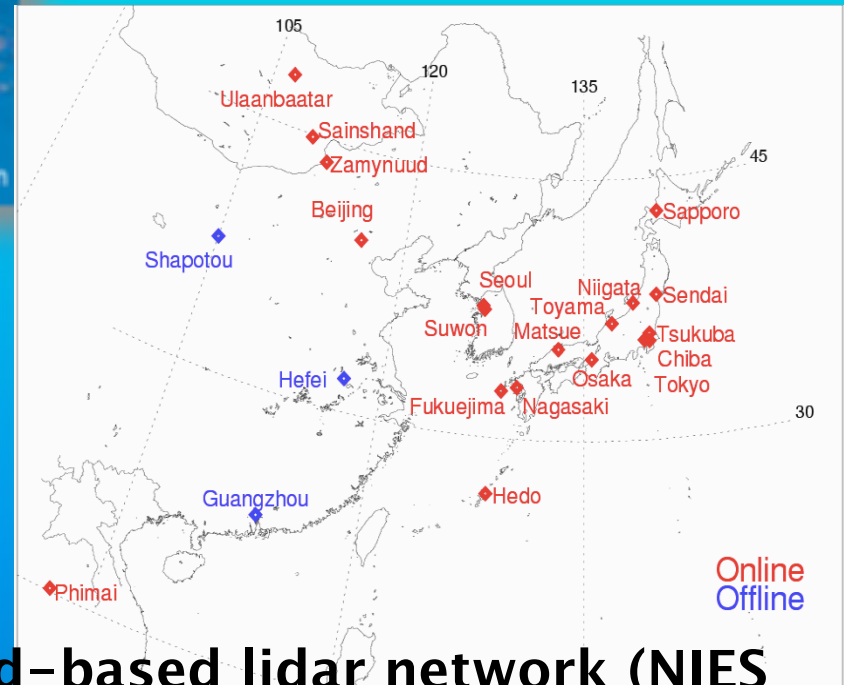 105
120
135
Ulaanbaatar
Sainshand
Zamynuud
45
Beijing
Sapporo
Shapotou
Seoul
Niigata
Sendai
Toyama
Suwon
Matsue
Tsukuba
Chiba
Hefei
Osaka
Tokyo
Fukuejima
Nagasaki
30
Guangzhou
Hedo
Online
Offline
Phimai
d-based lidar network (NIES